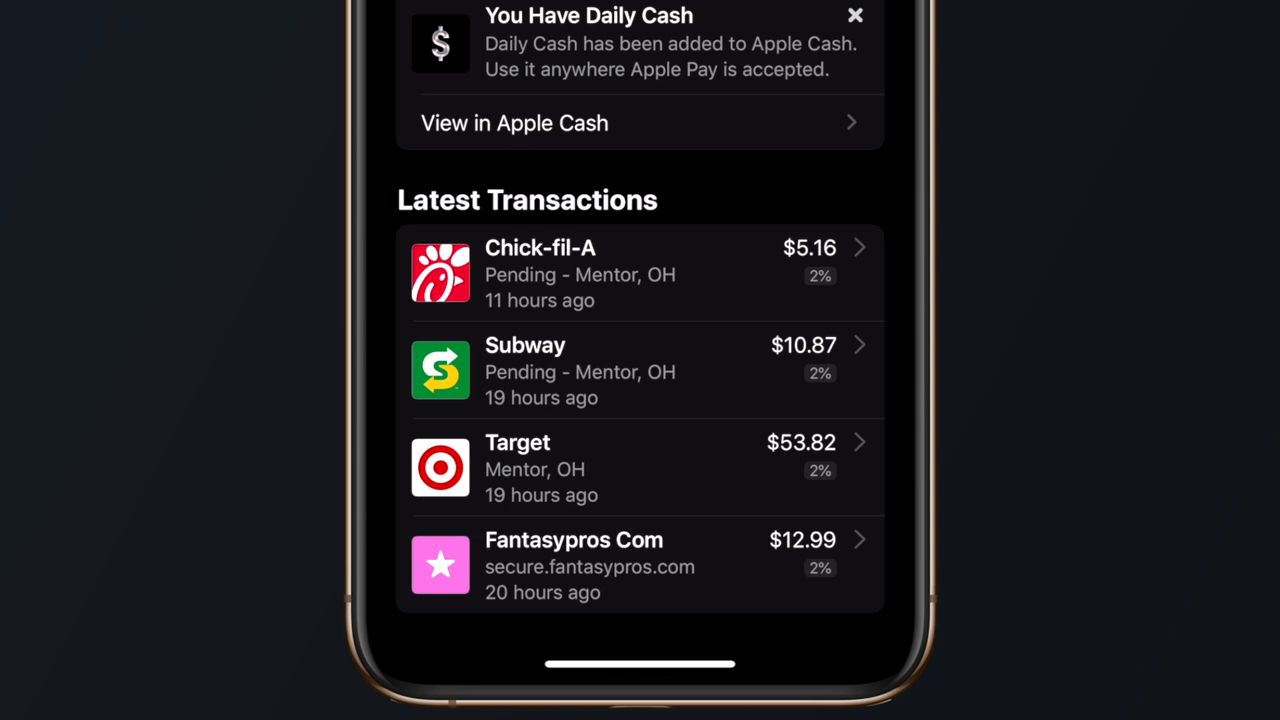 You Have Daily Cash
Daily Cash has been added to Apple Cash.
Use it anywhere Apple Pay is accepted.
View in Apple Cash
Latest Transactions
Chick-fil-A $5.16
Pending - Mentor, OH 2%
11 hours ago
Subway $10.87
Pending - Mentor, OH 2%
19 hours ago
Target $53.82
Mentor, OH 2%
19 hours ago
Fantasypros Com $12.99
secure.fantasypros.com 2%
20 hours ago